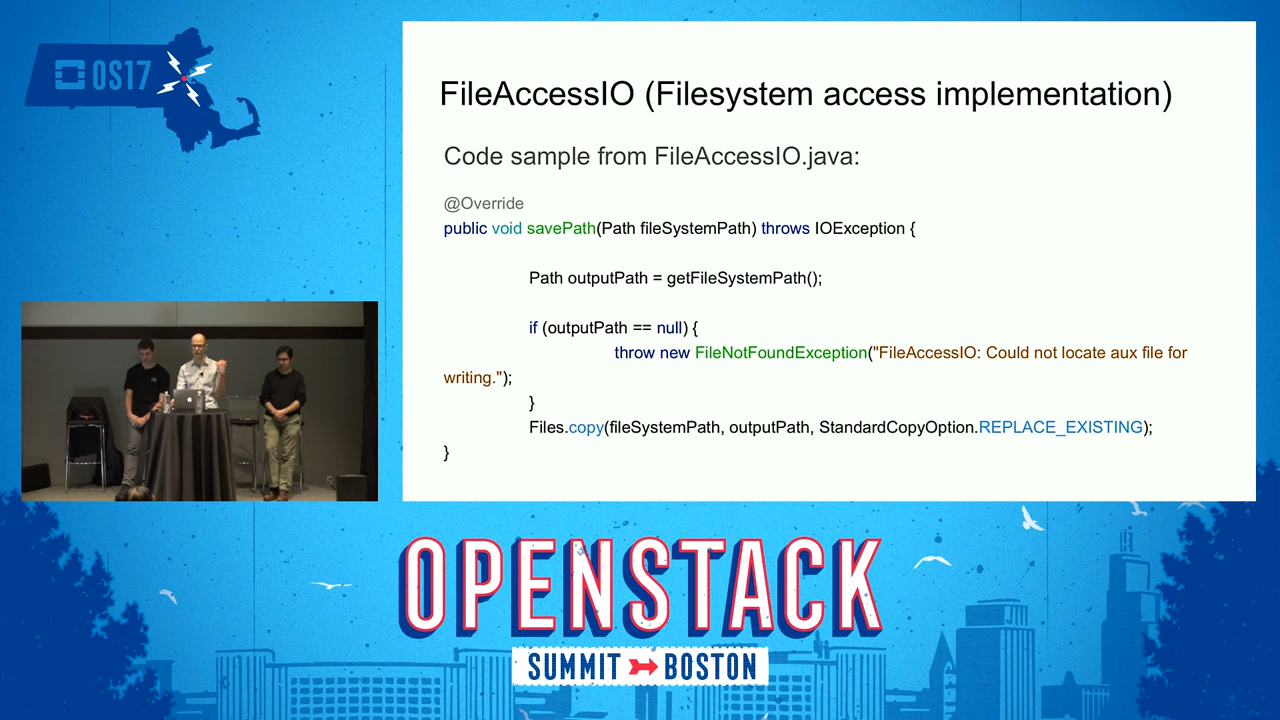 OS17
FileAccessIO (Filesystem access implementation)
Code sample from FileAccessIO.java:
@Override
public void savePath(Path fileSystemPath) throws IOException {
Path outputPath = getFileSystemPath();
if (outputPath == null) {
throw new FileNotFoundException("FileAccessIO: Could not locate aux file for
writing.");
}
Files.copy(fileSystemPath, outputPath, StandardCopyOption.REPLACE_EXISTING);
}
OPENSTACK
SUMMIT BOSTON